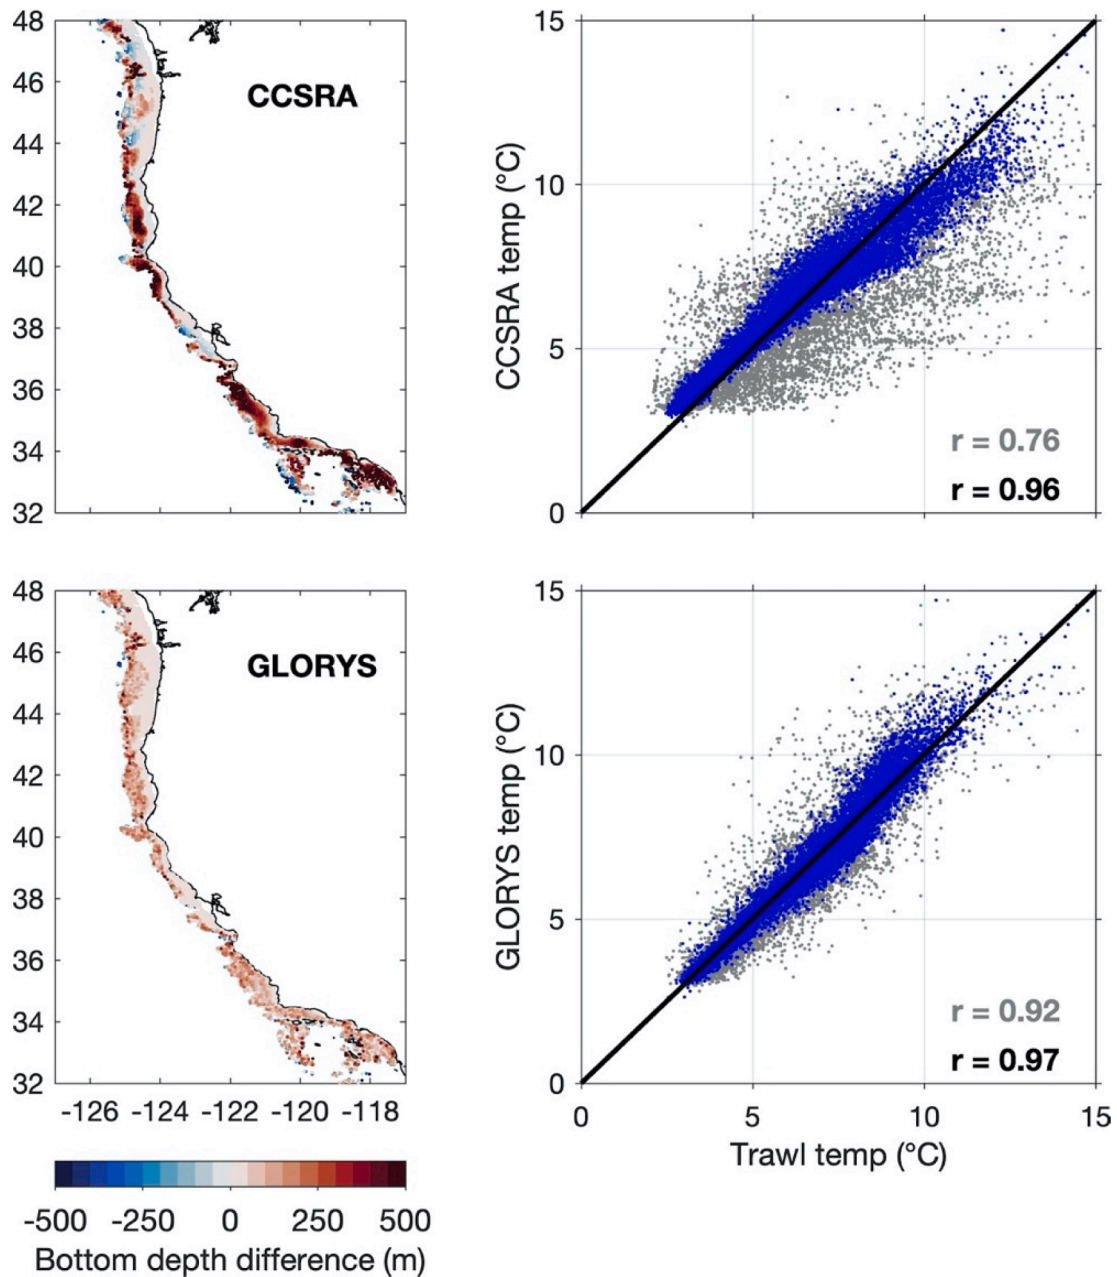 48
46
44
42
40
38
36
34
32
CCSRA
15
10
5
0
CCSRA temp (°C)
r = 0.76
r = 0.96
48
46
44
42
40
38
36
34
32
GLORYS
-126 -124 -122 -120 -118
15
10
5
0
GLORYS temp (°C)
r = 0.92
r = 0.97
0 5 10 15
Trawl temp (°C)
-500 -250 0 250 500
Bottom depth difference (m)